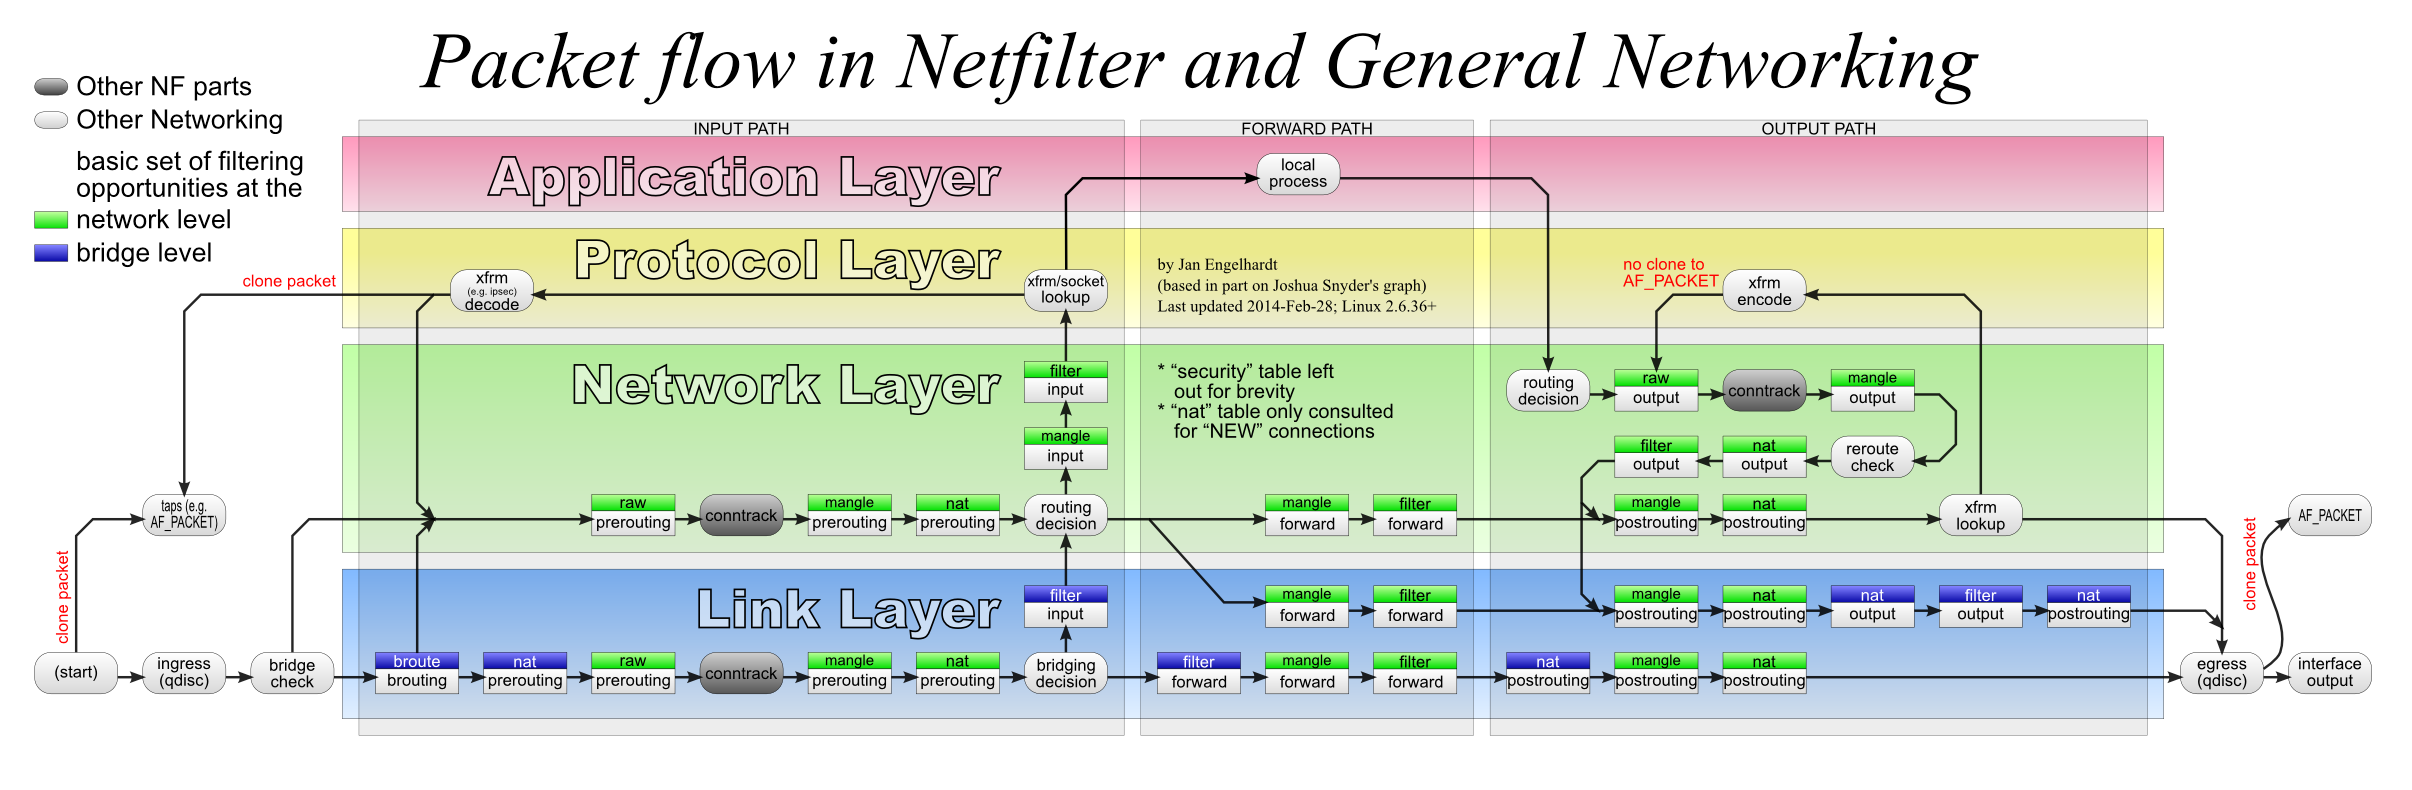 Packet flow in Netfilter and General Networking
Other NF parts
Other Networking
basic set of filtering
opportunities at the
network level
bridge level
INPUT PATH
FORWARD PATH
OUTPUT PATH
Application Layer
local
process
Protocol Layer
clone packet
xfrm
(e.g. ipsec)
decode
xfrm/socket
lookup
by Jan Engelhardt
(based in part on Joshua Snyder's graph)
Last updated 2014-Feb-28; Linux 2.6.36+
no clone to
AF_PACKET
xfrm
encode
Network Layer
filter
input
mangle
input
* “security” table left
out for brevity
* “nat” table only consulted
for “NEW” connections
routing
decision
raw
output
conntrack
mangle
output
filter
output
nat
output
reroute
check
taps (e.g.
AF_PACKET)
raw
prerouting
conntrack
mangle
prerouting
nat
prerouting
routing
decision
mangle
forward
filter
forward
mangle
postrouting
nat
postrouting
xfrm
lookup
AF_PACKET
clone packet
clone packet
Link Layer
filter
input
mangle
forward
filter
forward
mangle
postrouting
nat
postrouting
nat
output
filter
output
nat
postrouting
(start)
ingress
(qdisc)
bridge
check
broute
brouting
nat
prerouting
raw
prerouting
conntrack
mangle
prerouting
nat
prerouting
bridging
decision
filter
forward
mangle
forward
filter
forward
nat
postrouting
mangle
postrouting
nat
postrouting
egress
(qdisc)
interface
output